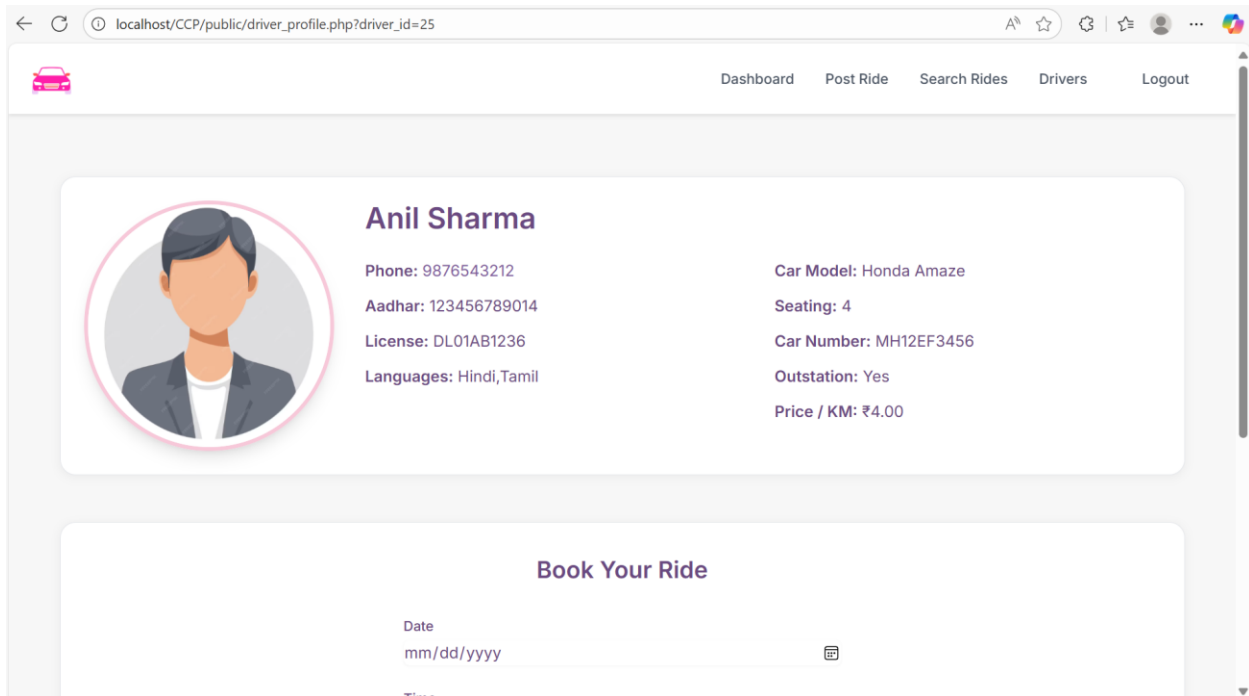 localhost/CCP/public/driver_profile.php?driver_id=25
Dashboard Post Ride Search Rides Drivers Logout
Anil Sharma
Phone: 9876543212
Aadhar: 123456789014
License: DL01AB1236
Languages: Hindi,Tamil
Car Model: Honda Amaze
Seating: 4
Car Number: MH12EF3456
Outstation: Yes
Price / KM: ₹4.00
Book Your Ride
Date
mm/dd/yyyy
Time